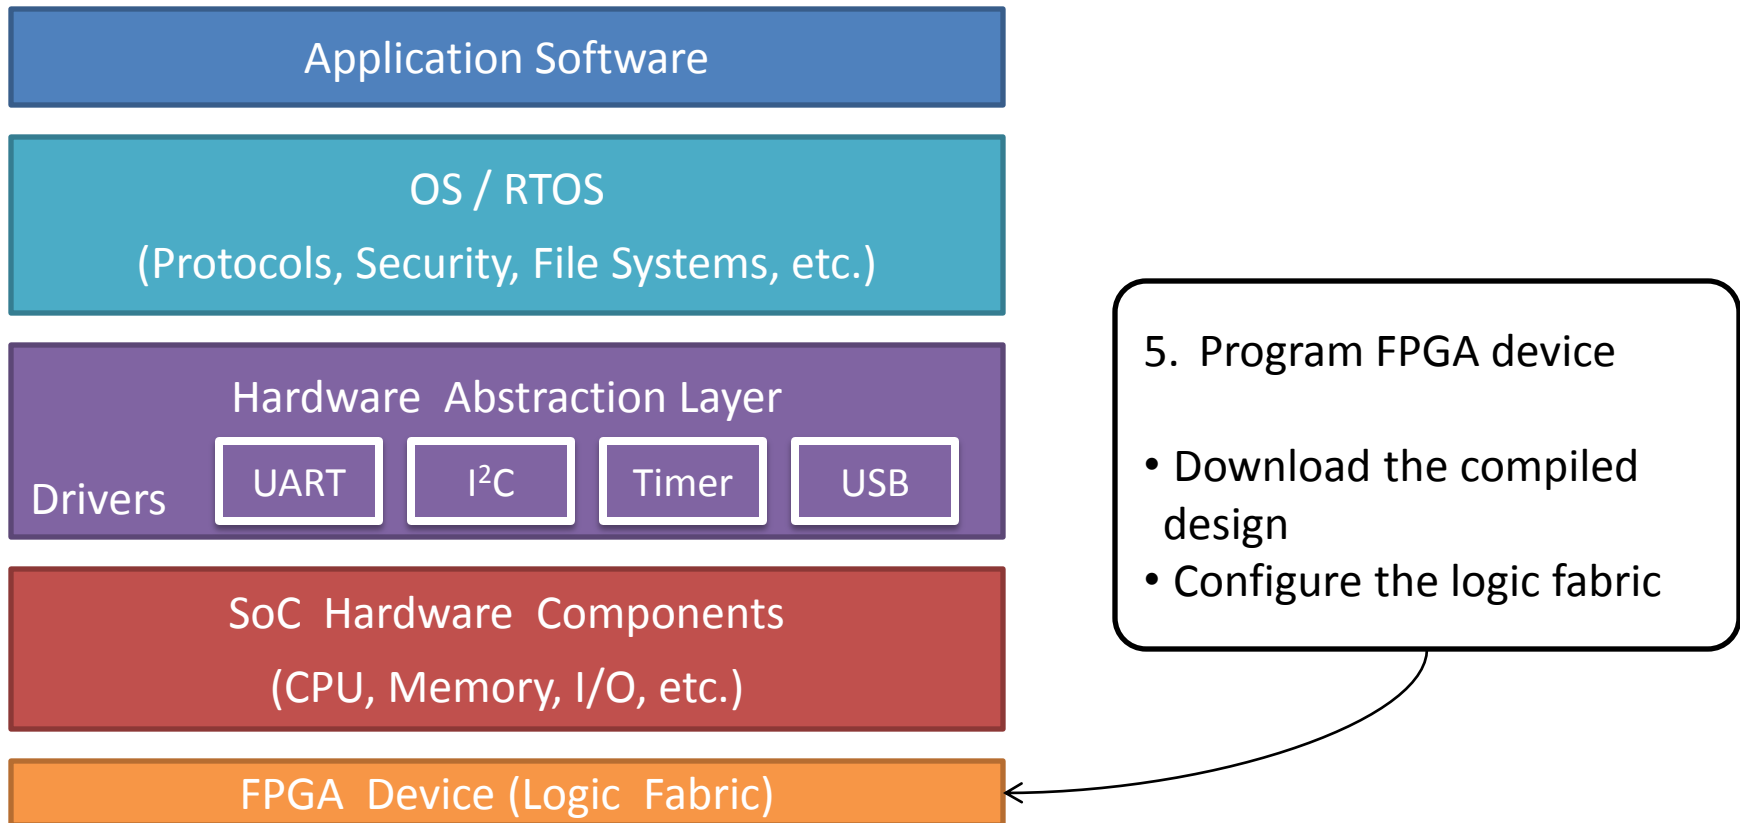 Application Software
OS / RTOS
(Protocols, Security, File Systems, etc.)
Hardware Abstraction Layer
Drivers
UART
I²C
Timer
USB
SoC Hardware Components
(CPU, Memory, I/O, etc.)
FPGA Device (Logic Fabric)
5. Program FPGA device
• Download the compiled
design
• Configure the logic fabric